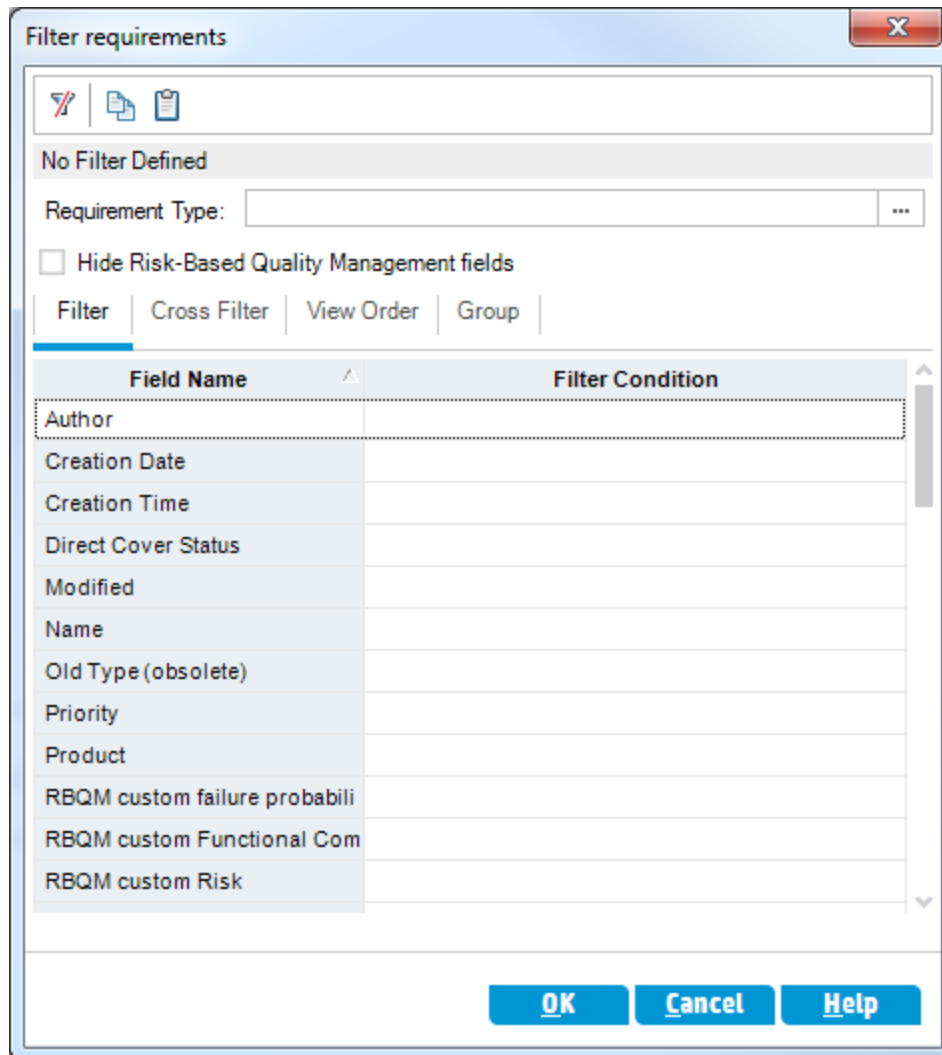 Filter requirements
No Filter Defined
Requirement Type: ...
Hide Risk-Based Quality Management fields
Filter Cross Filter View Order Group
Field Name Filter Condition
Author
Creation Date
Creation Time
Direct Cover Status
Modified
Name
Old Type (obsolete)
Priority
Product
RBQM custom failure probabili
RBQM custom Functional Com
RBQM custom Risk
OK Cancel Help